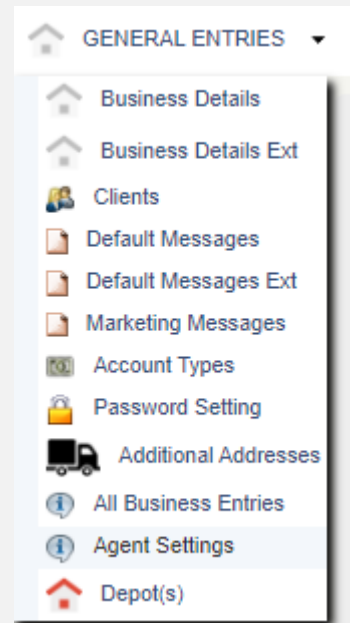 GENERAL ENTRIES
Business Details
Business Details Ext
Clients
Default Messages
Default Messages Ext
Marketing Messages
Account Types
Password Setting
Additional Addresses
All Business Entries
Agent Settings
Depot(s)